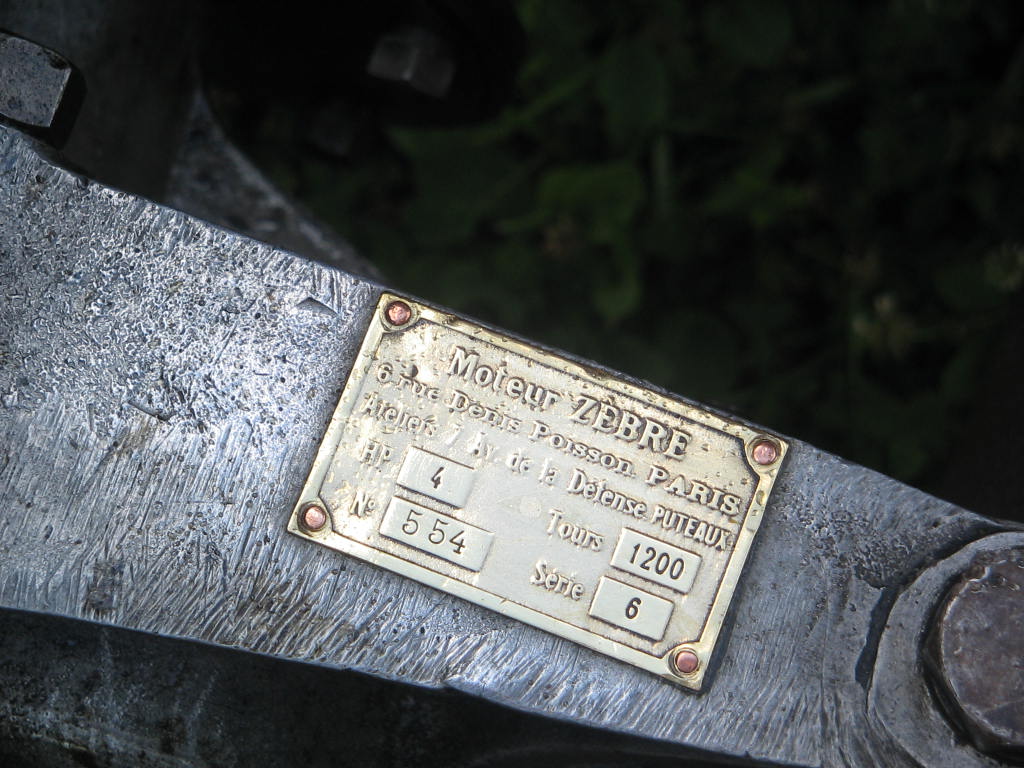 Moteur ZEBRE
6 rue Denis Poisson PARIS
Ateliers 7 Av. de la Défense PUTEAUX
HP 4 Tours 1200
No 554 Série 6